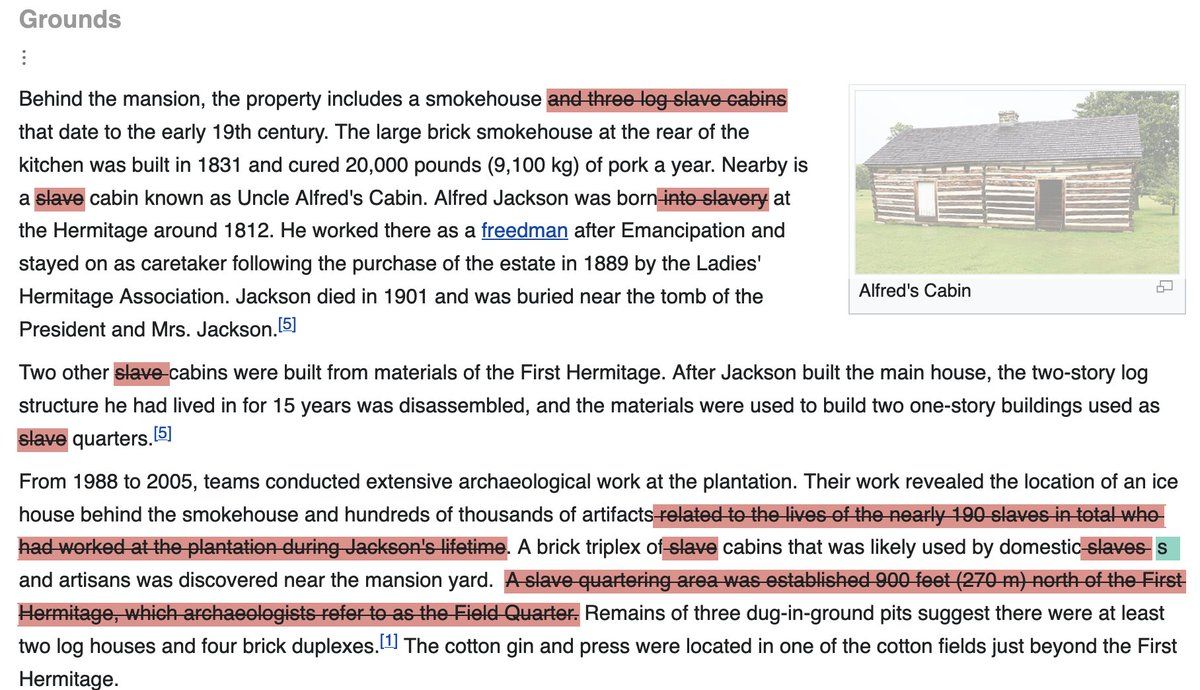 Grounds
Behind the mansion, the property includes a smokehouse and three log slave cabins
that date to the early 19th century. The large brick smokehouse at the rear of the
kitchen was built in 1831 and cured 20,000 pounds (9,100 kg) of pork a year. Nearby is
a slave cabin known as Uncle Alfred's Cabin. Alfred Jackson was born into slavery at
the Hermitage around 1812. He worked there as a freedman after Emancipation and
stayed on as caretaker following the purchase of the estate in 1889 by the Ladies'
Hermitage Association. Jackson died in 1901 and was buried near the tomb of the
President and Mrs. Jackson.[5]
Alfred's Cabin
Two other slave cabins were built from materials of the First Hermitage. After Jackson built the main house, the two-story log
structure he had lived in for 15 years was disassembled, and the materials were used to build two one-story buildings used as
slave quarters.[5]
From 1988 to 2005, teams conducted extensive archaeological work at the plantation. Their work revealed the location of an ice
house behind the smokehouse and hundreds of thousands of artifacts related to the lives of the nearly 190 slaves in total who
had worked at the plantation during Jackson's lifetime. A brick triplex of slave cabins that was likely used by domestic slaves s
and artisans was discovered near the mansion yard. A slave quartering area was established 900 feet (270 m) north of the First
Hermitage, which archaeologists refer to as the Field Quarter. Remains of three dug-in-ground pits suggest there were at least
two log houses and four brick duplexes.[1] The cotton gin and press were located in one of the cotton fields just beyond the First
Hermitage.